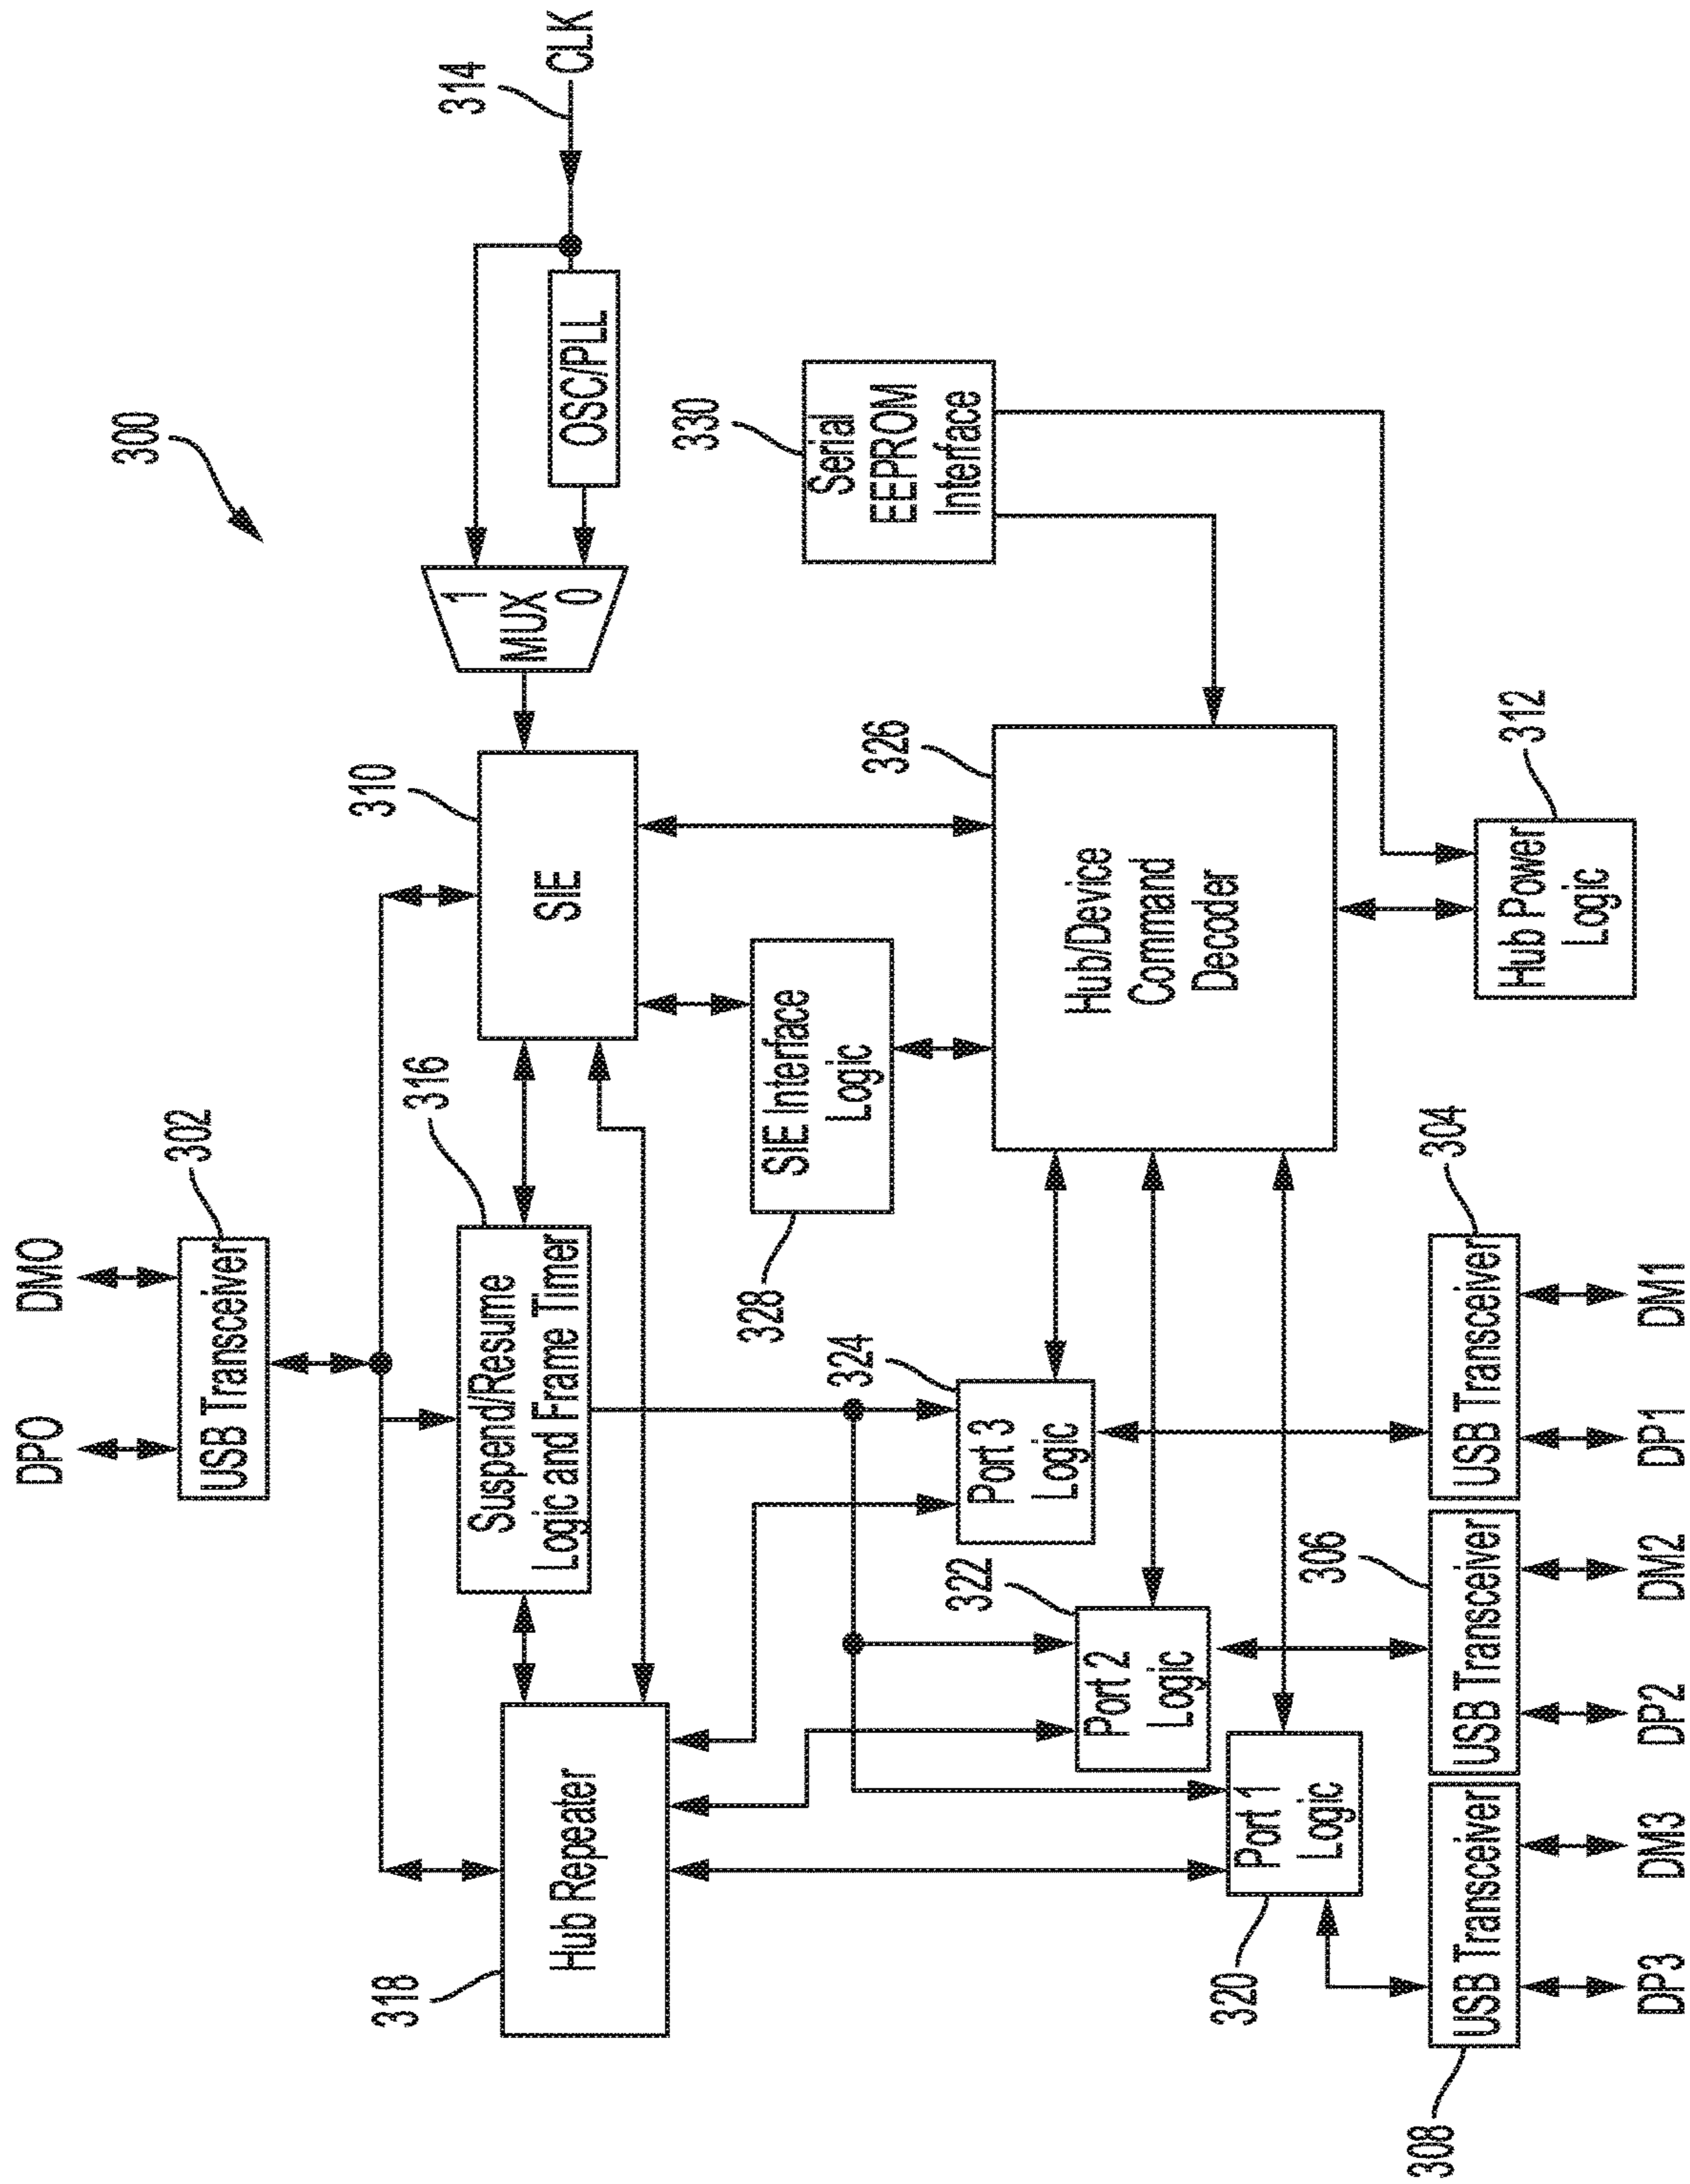 DPO
DMO
302
USB Transceiver
300
318
Hub Repeater
316
Suspend/Resume
Logic and Frame Timer
310
SIE
1
MUX
0
OSC/PLL
314
CLK
328
SIE Interface
Logic
330
Serial
EEPROM
Interface
320
Port 1
Logic
322
Port 2
Logic
324
Port 3
Logic
326
Hub/Device
Command
Decoder
312
Hub Power
Logic
308
USB Transceiver
306
USB Transceiver
304
USB Transceiver
DP3
DM3
DP2
DM2
DP1
DM1